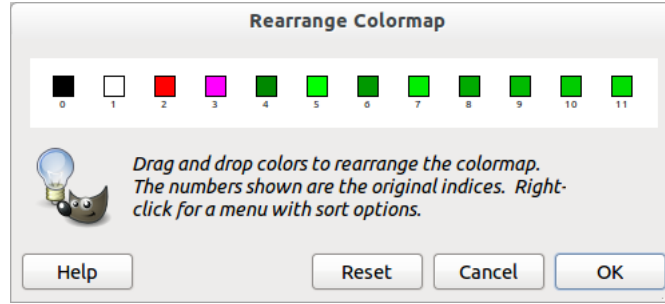 Rearrange Colormap
0 1 2 3 4 5 6 7 8 9 10 11
Drag and drop colors to rearrange the colormap.
The numbers shown are the original indices. Right-
click for a menu with sort options.
Help Reset Cancel OK